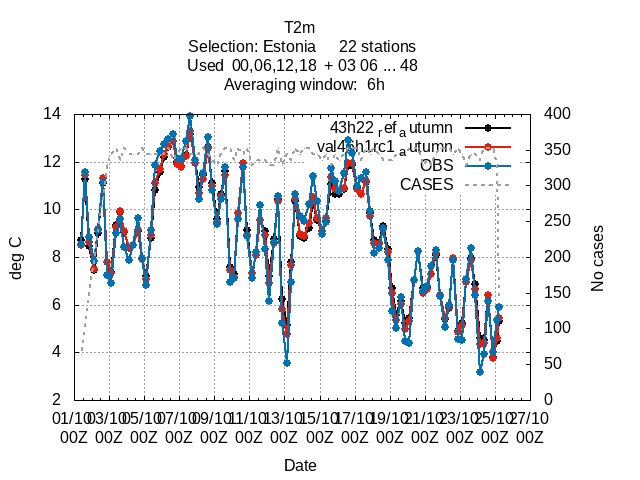 T2m
Selection: Estonia 22 stations
Used 00,06,12,18 + 03 06 ... 48
Averaging window: 6h
14
12
10
8
6
4
2
deg C
400
350
300
250
200
150
100
50
0
No cases
43h22_ref_autumn
val46h1rc1_autumn
OBS
CASES
01/10 03/10 05/10 07/10 09/10 11/10 13/10 15/10 17/10 19/10 21/10 23/10 25/10 27/10
00Z 00Z 00Z 00Z 00Z 00Z 00Z 00Z 00Z 00Z 00Z 00Z 00Z 00Z
Date